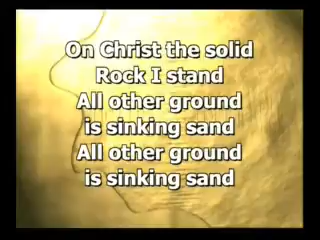 On Christ the solid
Rock I stand
All other ground
is sinking sand
All other ground
is sinking sand